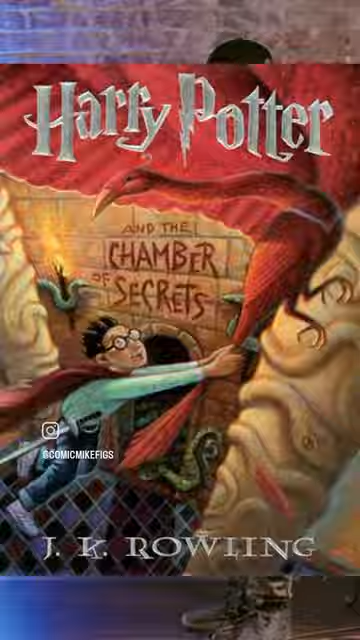 Harry Potter
AND THE
CHAMBER
OF SECRETS
@COMICMIKEFIGS
J. K. ROWLING